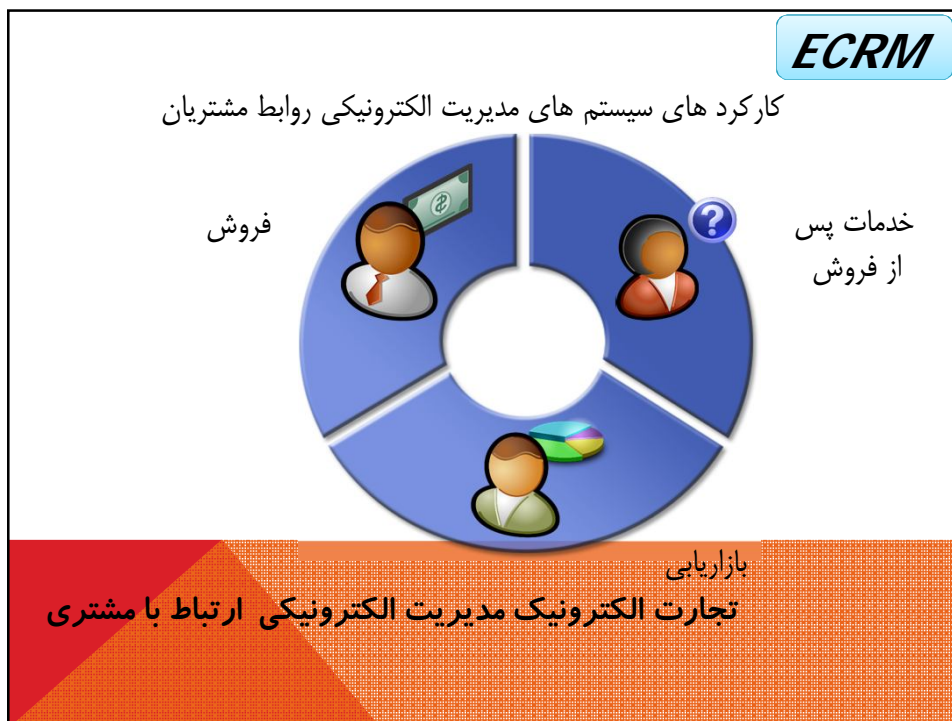 ECRM
کارکرد های سیستم های مدیریت الکترونیکی روابط مشتریان
خدمات پس
از فروش
فروش
بازاریابی
تجارت الکترونیک مدیریت الکترونیکی ارتباط با مشتری